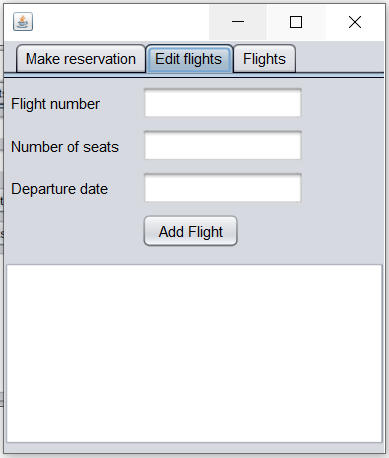 Make reservation Edit flights Flights
Flight number
Number of seats
Departure date
Add Flight